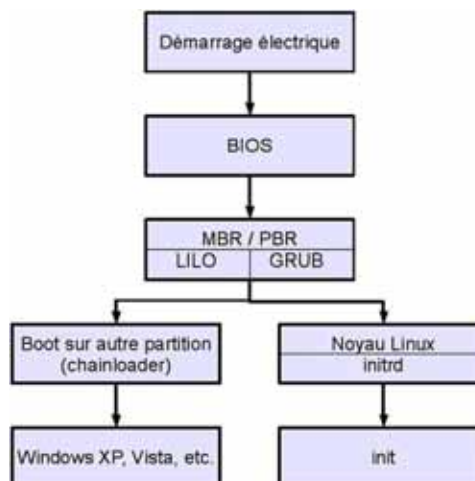 Démarrage électrique
BIOS
MBR / PBR
LILO
GRUB
Boot sur autre partition
(chainloader)
Noyau Linux
initrd
Windows XP, Vista, etc.
init